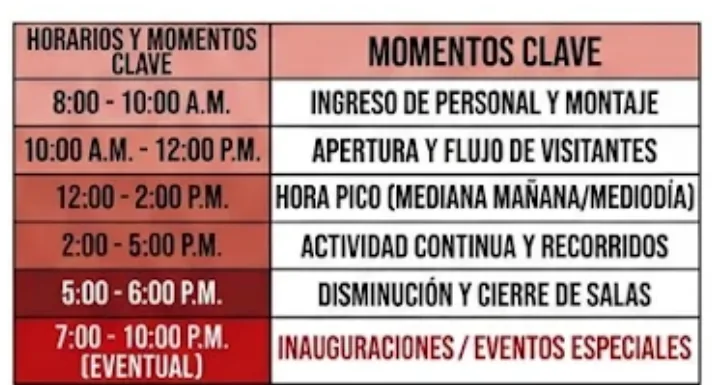 HORARIOS Y MOMENTOS
CLAVE
MOMENTOS CLAVE
8:00 - 10:00 A.M.
INGRESO DE PERSONAL Y MONTAJE
10:00 A.M. - 12:00 P.M.
APERTURA Y FLUJO DE VISITANTES
12:00 - 2:00 P.M.
HORA PICO (MEDIANA MAÑANA/MEDIODÍA)
2:00 - 5:00 P.M.
ACTIVIDAD CONTINUA Y RECORRIDOS
5:00 - 6:00 P.M.
DISMINUCIÓN Y CIERRE DE SALAS
7:00 - 10:00 P.M.
(EVENTUAL)
INAUGURACIONES / EVENTOS ESPECIALES